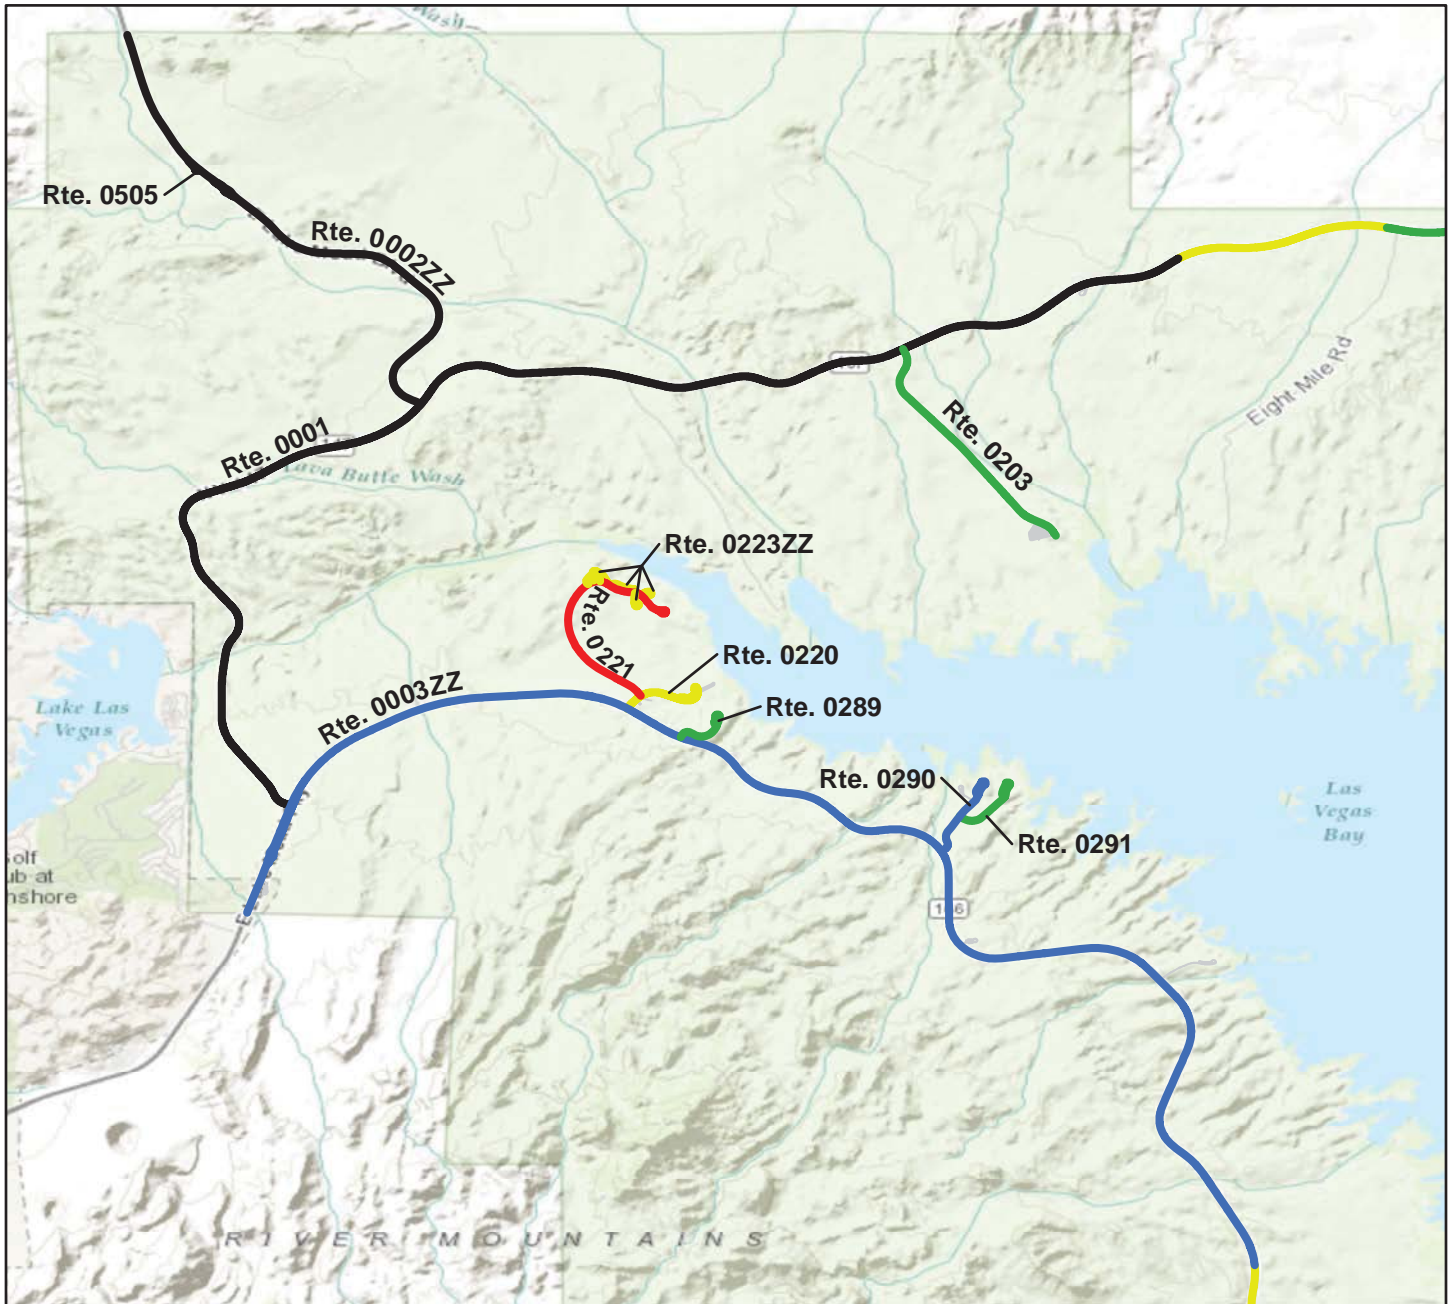 Wash
Rte. 0505
Rte. 0002ZZ
Eight Mile Rd
Rte. 0001
Lava Butte Wash
Rte. 0203
Rte. 0223ZZ
Rte. 0221
Rte. 0220
Rte. 0003ZZ
Lake Las
Vegas
Rte. 0289
Rte. 0290
Las
Vegas
Bay
Rte. 0291
olf
ub at
nshore
RIVER MOUNTAINS